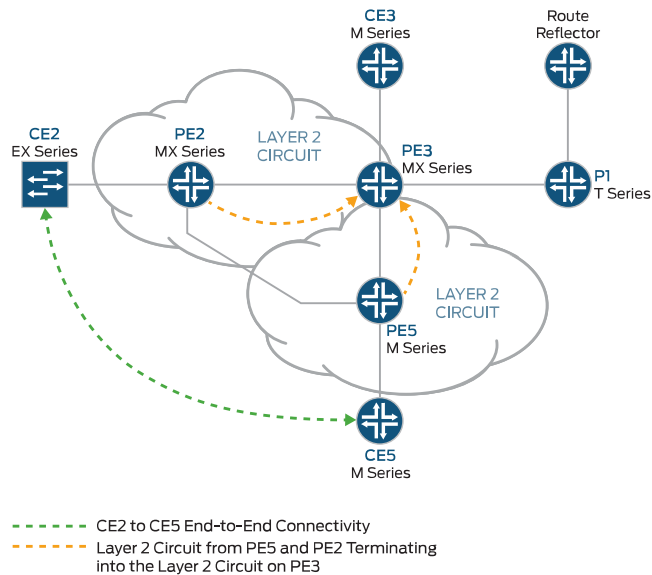 CE3
M Series
Route
Reflector
CE2
EX Series
PE2
MX Series
LAYER 2
CIRCUIT
PE3
MX Series
P1
T Series
LAYER 2
CIRCUIT
PE5
M Series
CE5
M Series
CE2 to CE5 End-to-End Connectivity
Layer 2 Circuit from PE5 and PE2 Terminating
into the Layer 2 Circuit on PE3